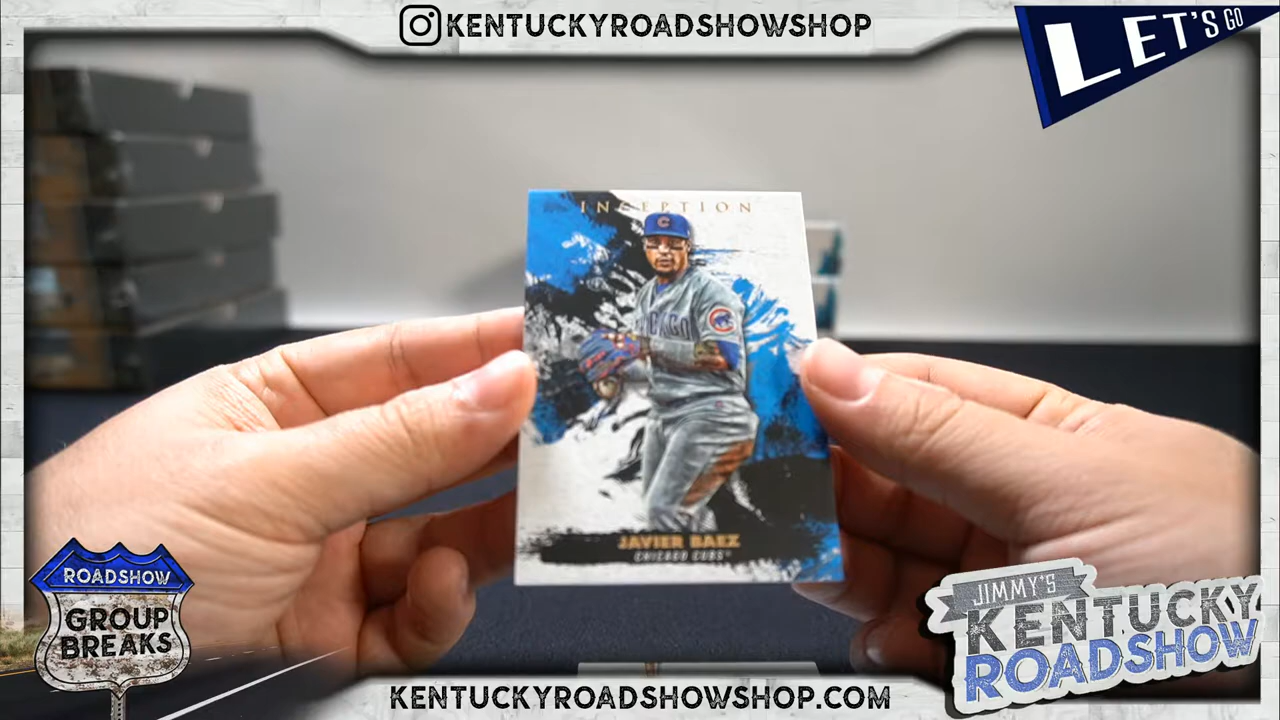 KENTUCKYROADSHOWSHOP
LET'S GO
INCEPTION
C
CHICAGO
JAVIER BAEZ
CHICAGO CUBS
ROADSHOW
GROUP
BREAKS
JIMMY'S
KENTUCKY
ROADSHOW
KENTUCKYROADSHOWSHOP.COM